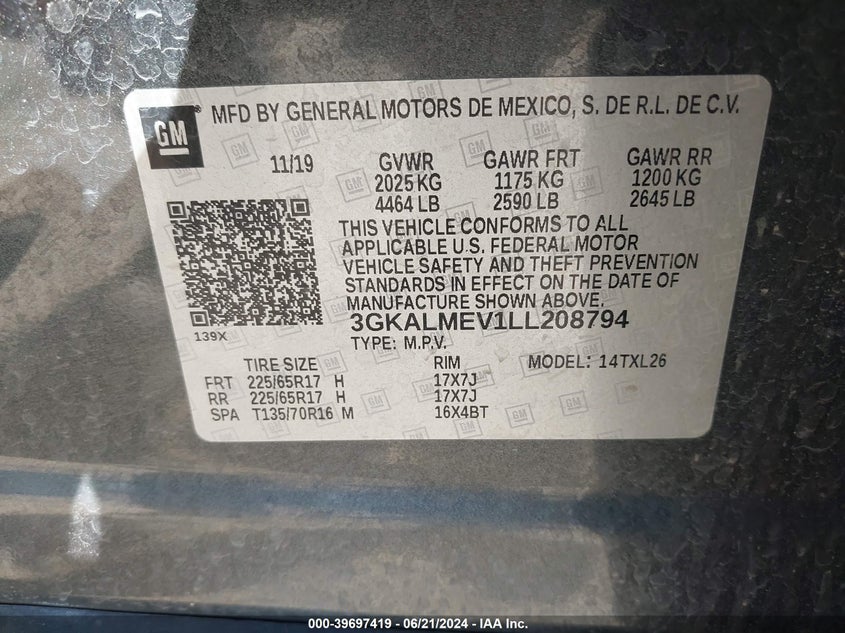 GM
MFD BY GENERAL MOTORS DE MEXICO, S. DE R.L. DE C.V.
11/19 GVWR GAWR FRT GAWR RR
2025 KG 1175 KG 1200 KG
4464 LB 2590 LB 2645 LB
THIS VEHICLE CONFORMS TO ALL
APPLICABLE U.S. FEDERAL MOTOR
VEHICLE SAFETY AND THEFT PREVENTION
STANDARDS IN EFFECT ON THE DATE OF
MANUFACTURE SHOWN ABOVE.
139X 3GKALMEV1LL208794
TYPE: M.P.V.
TIRE SIZE RIM MODEL: 14TXL26
FRT 225/65R17 H 17X7J
RR 225/65R17 H 17X7J
SPA T135/70R16 M 16X4BT
000-39697419 - 06/21/2024 - IAA Inc.